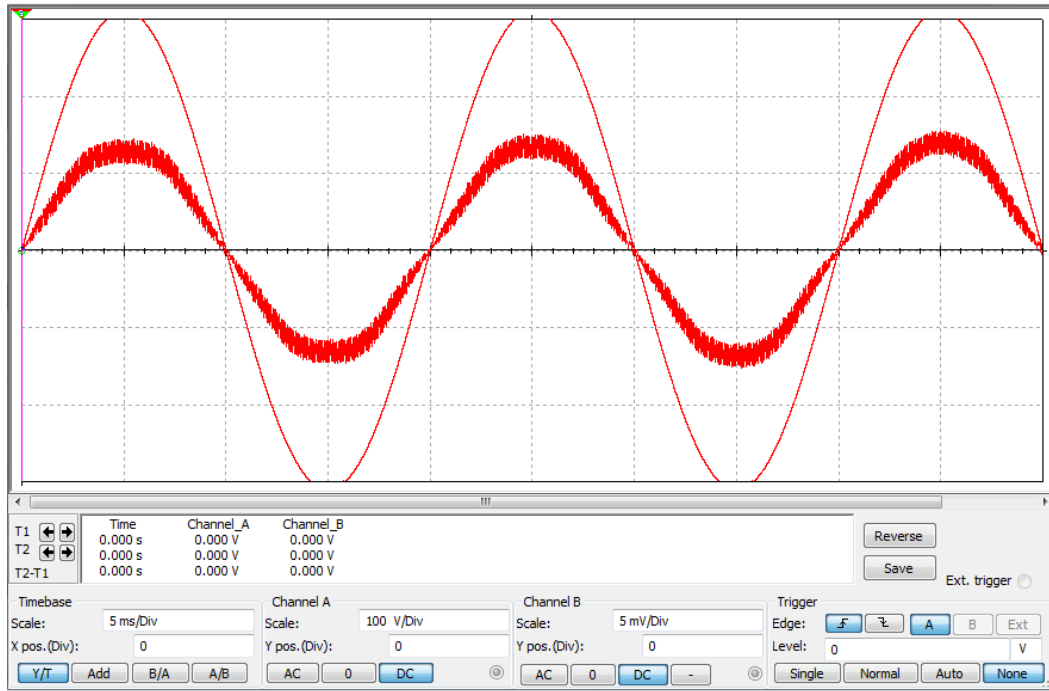 T1
Time Channel_A Channel_B
0.000 s 0.000 V 0.000 V
T2
0.000 s 0.000 V 0.000 V
T2-T1
0.000 s 0.000 V 0.000 V
Reverse
Save
Ext. trigger
Timebase
Scale: 5 ms/Div
X pos.(Div): 0
Y/T Add B/A A/B
Channel A
Scale: 100 V/Div
Y pos.(Div): 0
AC 0 DC
Channel B
Scale: 5 mV/Div
Y pos.(Div): 0
AC 0 DC -
Trigger
Edge: A B Ext
Level: 0 V
Single Normal Auto None